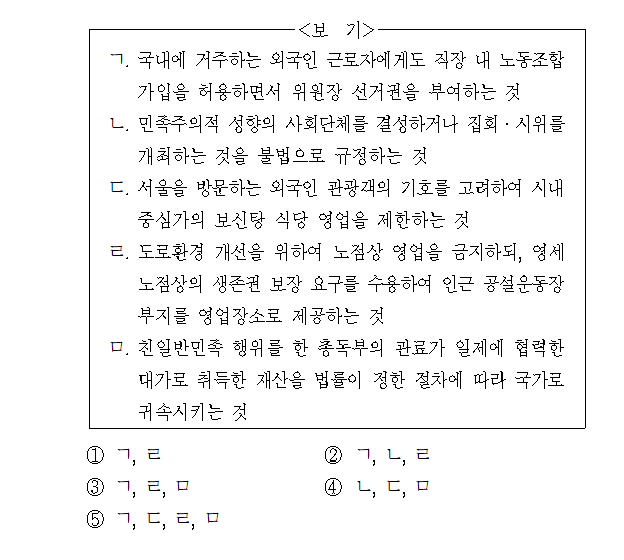 <보 기>
ㄱ. 국내에 거주하는 외국인 근로자에게도 직장 내 노동조합
가입을 허용하면서 위원장 선거권을 부여하는 것
ㄴ. 민족주의적 성향의 사회단체를 결성하거나 집회·시위를
개최하는 것을 불법으로 규정하는 것
ㄷ. 서울을 방문하는 외국인 관광객의 기호를 고려하여 시내
중심가의 보신탕 식당 영업을 제한하는 것
ㄹ. 도로환경 개선을 위하여 노점상 영업을 금지하되, 영세
노점상의 생존권 보장 요구를 수용하여 인근 공설운동장
부지를 영업장소로 제공하는 것
ㅁ. 친일반민족 행위를 한 총독부의 관료가 일제에 협력한
대가로 취득한 재산을 법률이 정한 절차에 따라 국가로
귀속시키는 것
① ㄱ, ㄹ ② ㄱ, ㄴ, ㄹ
③ ㄱ, ㄹ, ㅁ ④ ㄴ, ㄷ, ㅁ
⑤ ㄱ, ㄷ, ㄹ, ㅁ